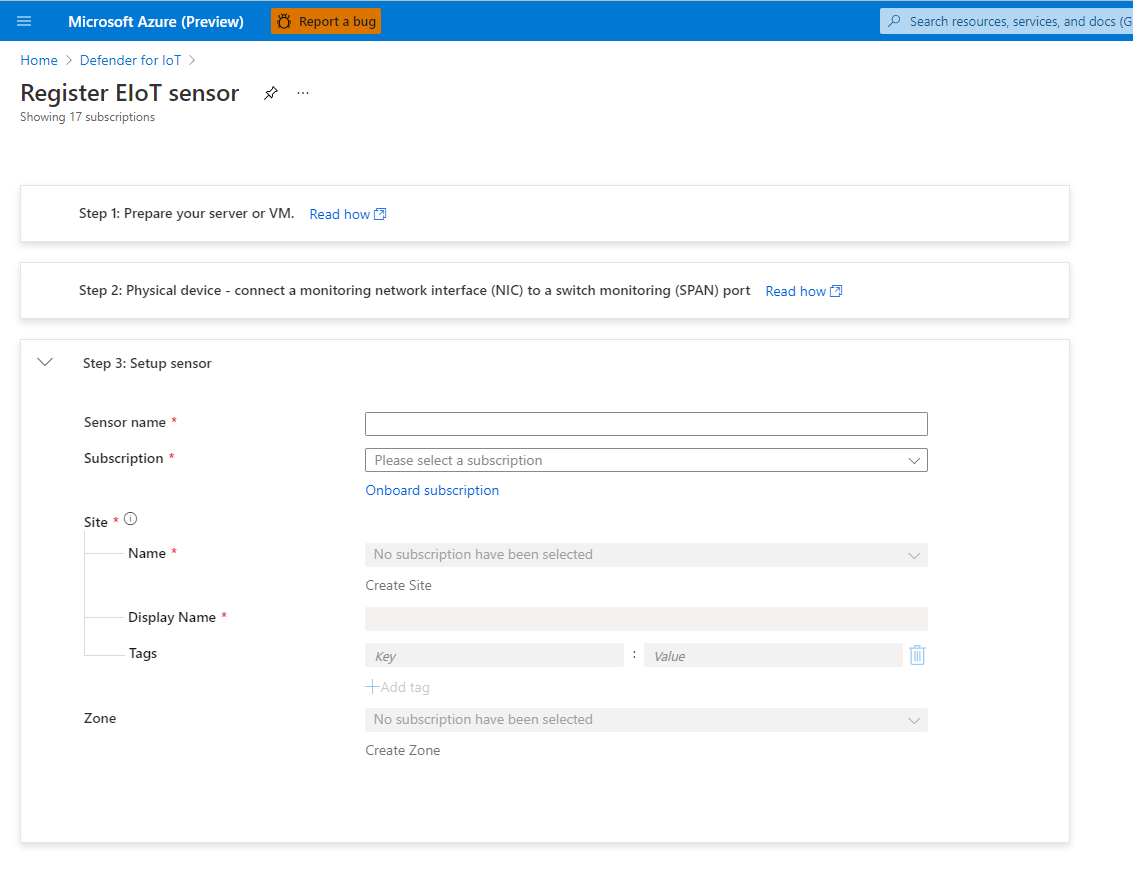 Microsoft Azure (Preview) Report a bug Search resources, services, and docs (G
Home > Defender for IoT >
Register EIoT sensor ...
Showing 17 subscriptions
Step 1: Prepare your server or VM. Read how
Step 2: Physical device - connect a monitoring network interface (NIC) to a switch monitoring (SPAN) port Read how
Step 3: Setup sensor
Sensor name *
Subscription * Please select a subscription
Onboard subscription
Site *
Name * No subscription have been selected
Create Site
Display Name *
Tags Key : Value
+Add tag
Zone No subscription have been selected
Create Zone